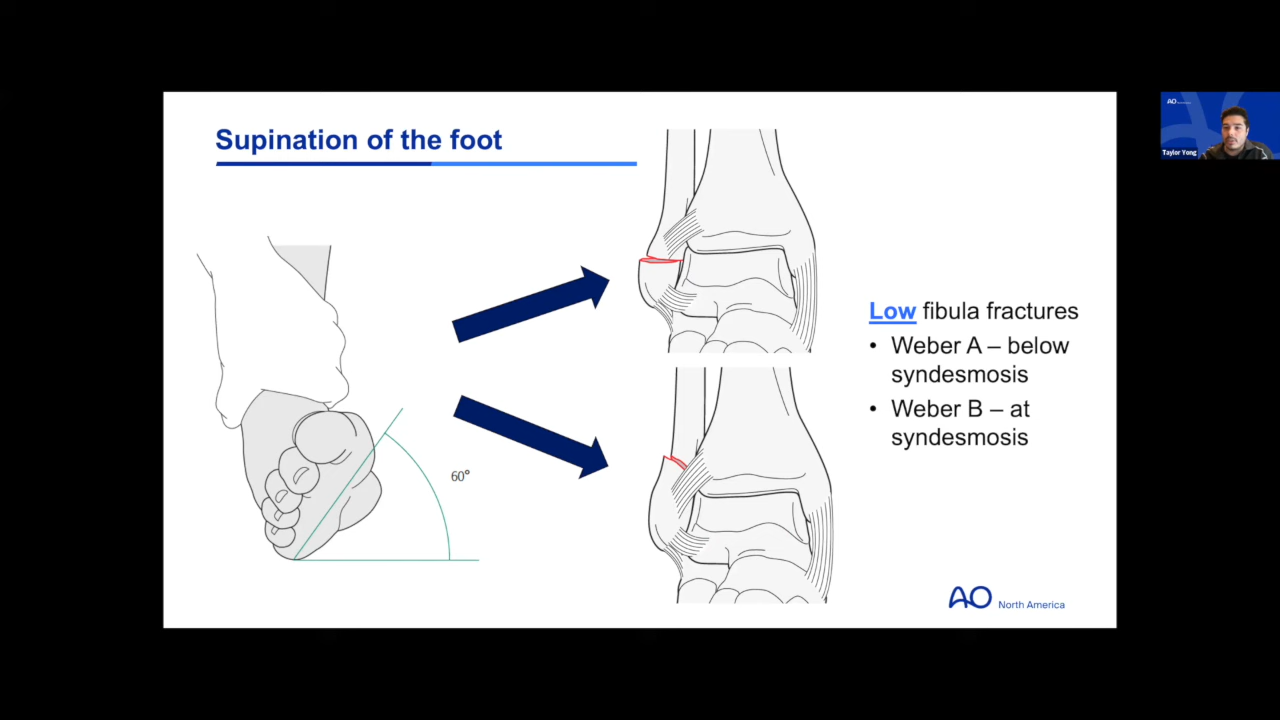 Supination of the foot
60°
Low fibula fractures
• Weber A – below
syndesmosis
• Weber B – at
syndesmosis
AO North America
AO
Taylor Yong